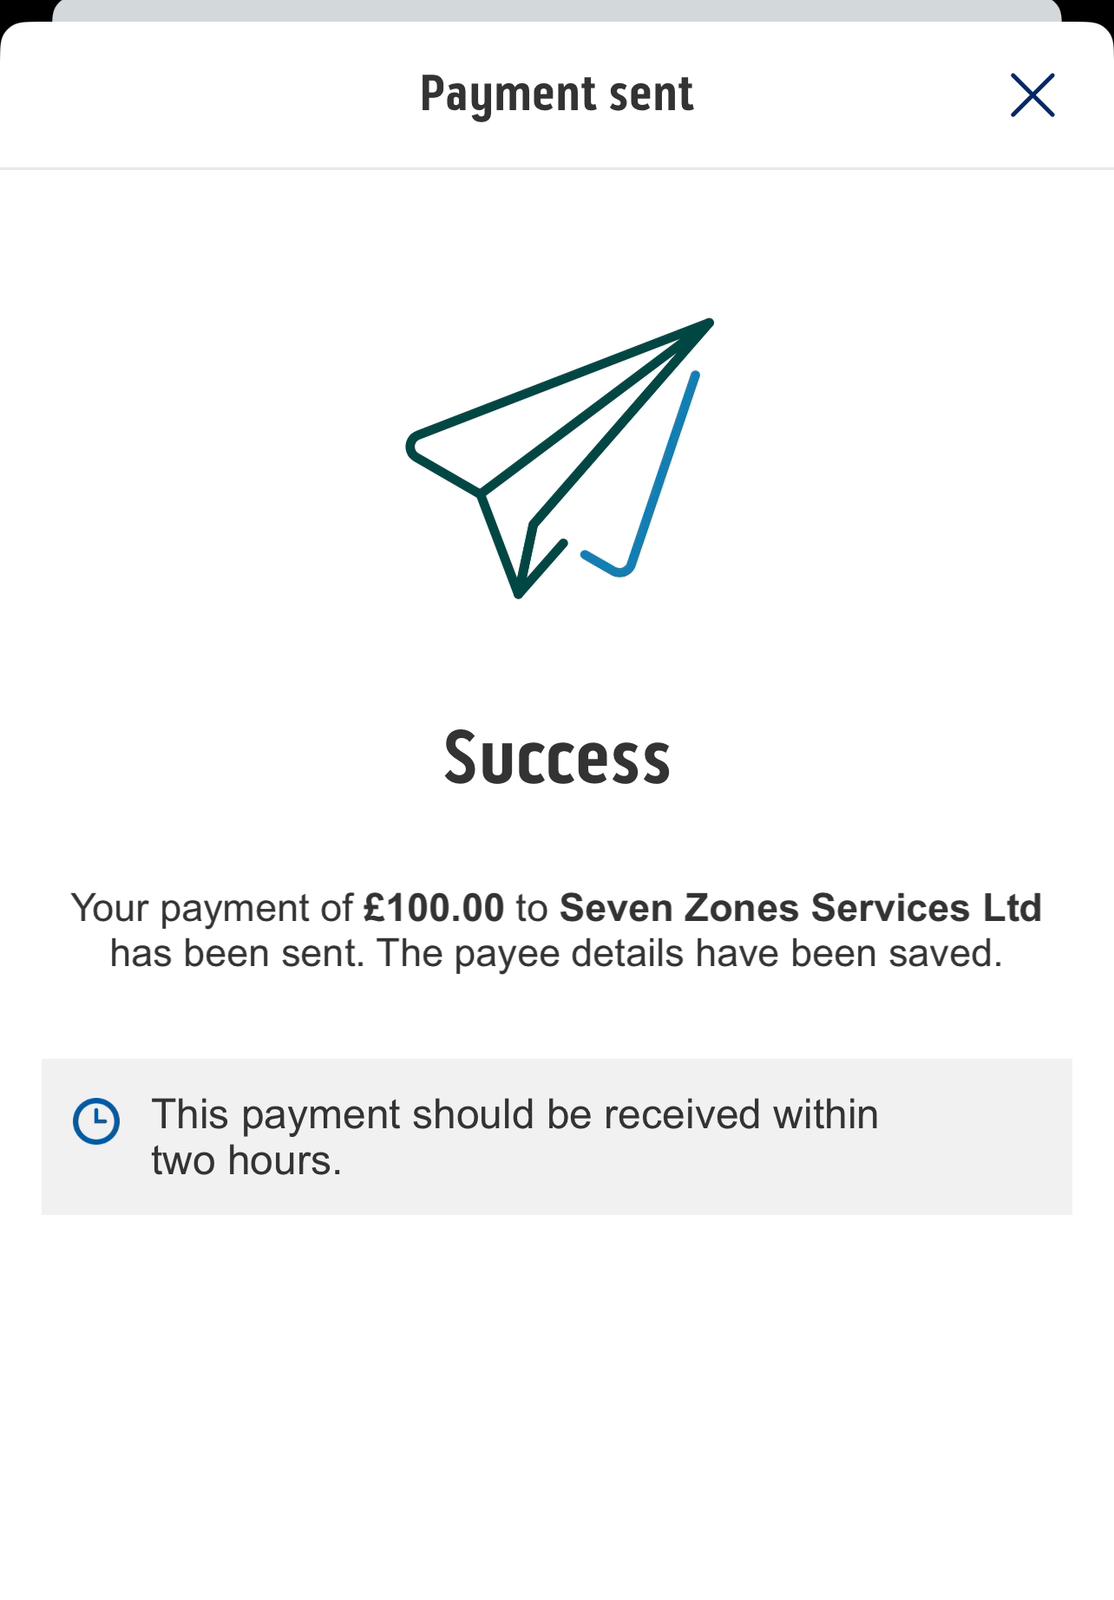 Payment sent
Success
Your payment of £100.00 to Seven Zones Services Ltd
has been sent. The payee details have been saved.
This payment should be received within
two hours.